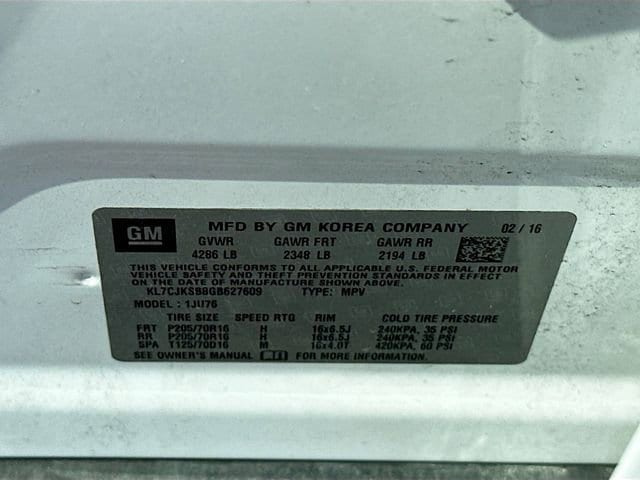 GM MFD BY GM KOREA COMPANY 02 / 16
GVWR GAWR FRT GAWR RR
4286 LB 2348 LB 2194 LB
THIS VEHICLE CONFORMS TO ALL APPLICABLE U.S. FEDERAL MOTOR
VEHICLE SAFETY AND THEFT PREVENTION STANDARDS IN EFFECT
ON THE DATE OF MANUFACTURE SHOWN ABOVE.
KL7CJKSB8GB627609 TYPE: MPV
MODEL : 1JU76
TIRE SIZE SPEED RTG RIM COLD TIRE PRESSURE
FRT P205/70R16 H 16x6.5J 240KPA, 35 PSI
RR P205/70R16 H 16x6.5J 240KPA, 35 PSI
SPA T125/70D16 M 16x4.0T 420KPA, 60 PSI
SEE OWNER'S MANUAL FOR MORE INFORMATION.